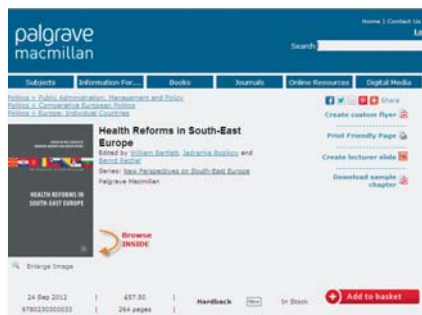 palgrave
macmillan
Home | Contact Us
Search
Subjects
Information For....
Books
Journals
Online Resources
Digital Media
Politics » Public Administration, Management and Policy
Politics » Comparative European Politics
Politics » Europe: Individual Countries
Share
Create custom flyer
Print Friendly Page
Create lecturer slide
Download sample
chapter
Health Reforms in South-East
Europe
Edited by William Bartlett, Jadranka Bozikov and
Bernd Rechel
Series: New Perspectives on South-East Europe
Palgrave Macmillan
HEALTH REFORMS IN
SOUTH-EAST EUROPE
Browse
INSIDE
Enlarge Image
24 Sep 2012 | £57.50 | Hardback New In Stock Add to basket
9780230300033 | 264 pages |